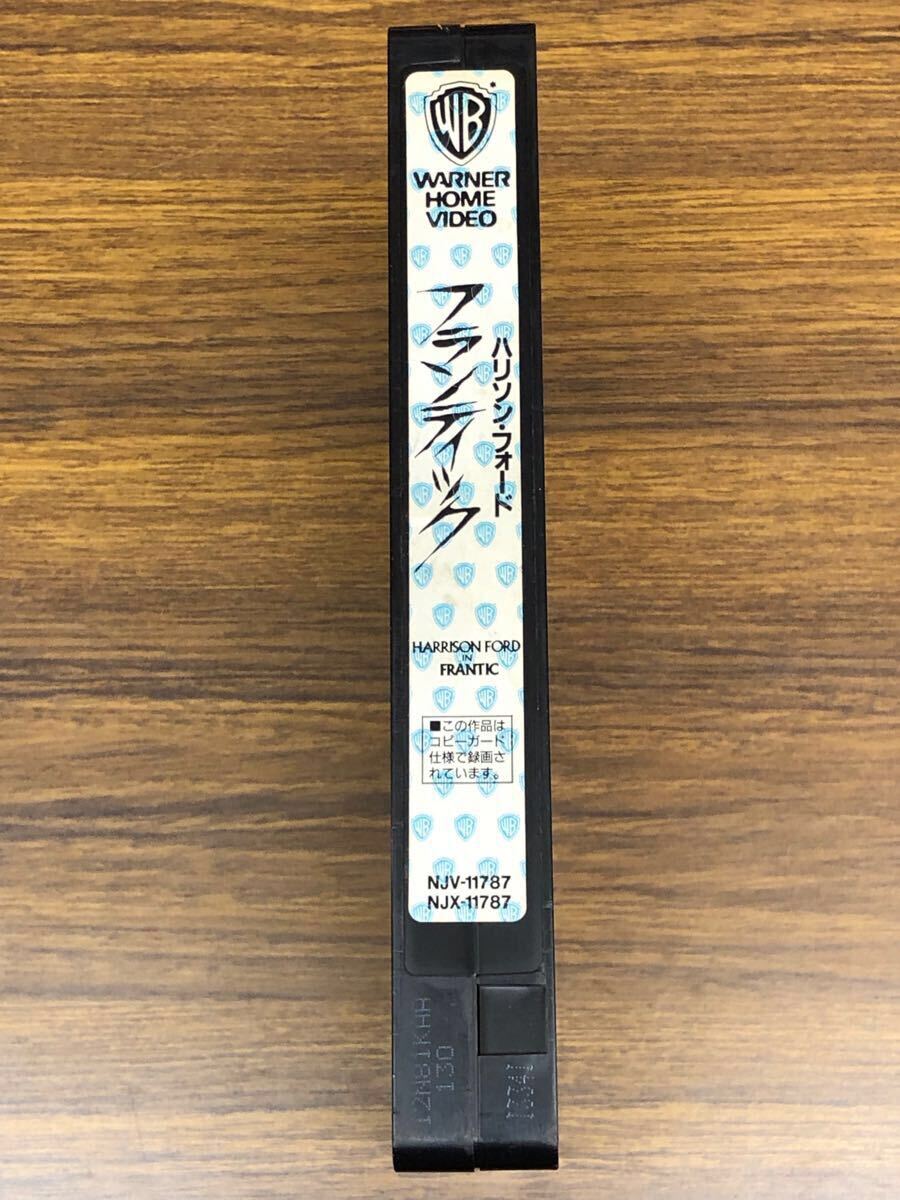 WB
WARNER
HOME
VIDEO
ハリソン・フォード
フランティック
HARRISON FORD
IN
FRANTIC
■この作品は
コピーガード
仕様で録画さ
れています。
NJV-11787
NJX-11787
130